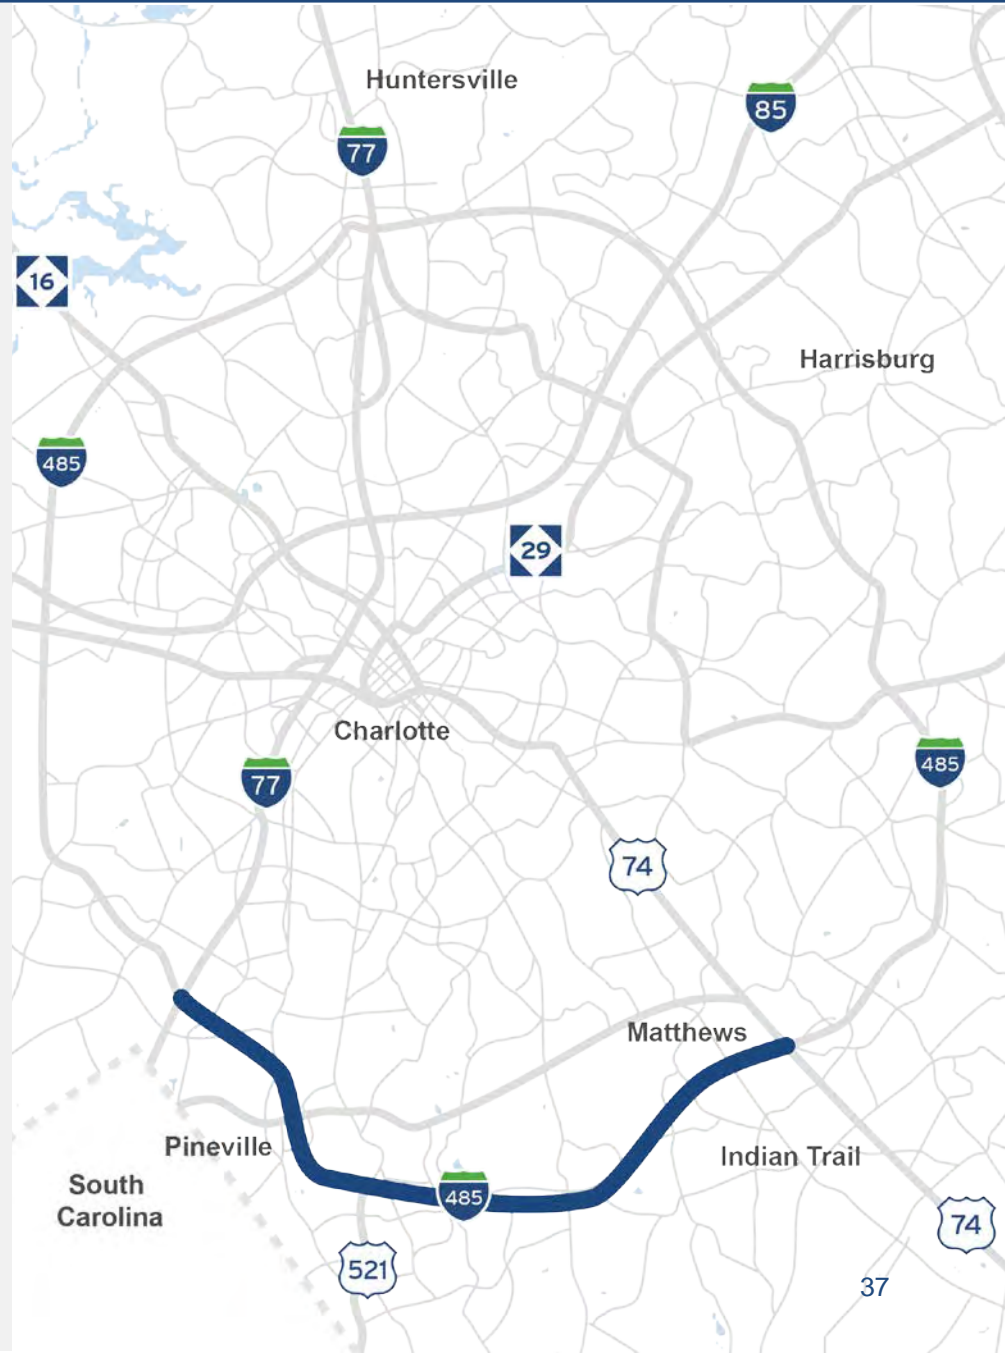 Huntersville
85
77
16
Harrisburg
485
29
Charlotte
485
77
74
Matthews
Pineville
Indian Trail
South
Carolina
485
74
521
37